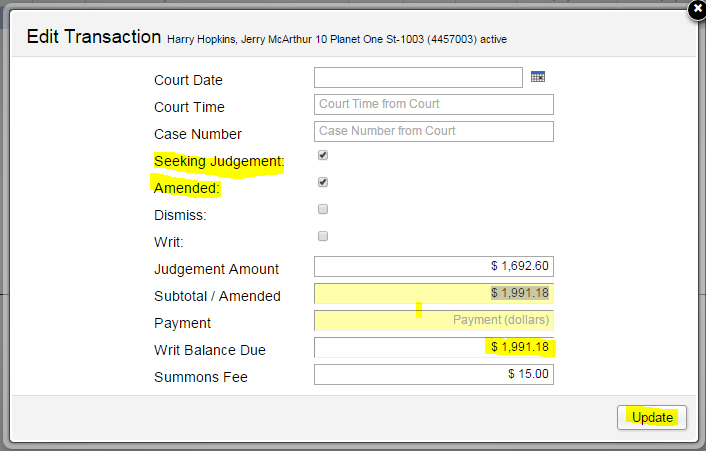 Edit Transaction Harry Hopkins, Jerry McArthur 10 Planet One St-1003 (4457003) active
Court Date
Court Time Court Time from Court
Case Number Case Number from Court
Seeking Judgement:
Amended:
Dismiss:
Writ:
Judgement Amount $ 1,692.60
Subtotal / Amended $ 1,991.18
Payment Payment (dollars)
Writ Balance Due $ 1,991.18
Summons Fee $ 15.00
Update